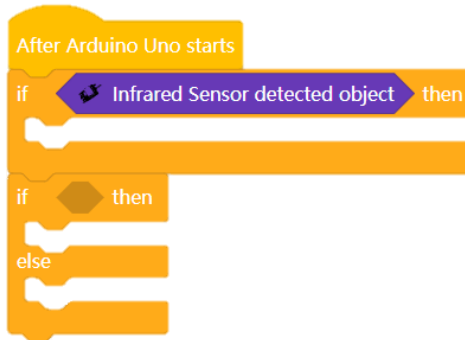 After Arduino Uno starts
if Infrared Sensor detected object then
if then
else